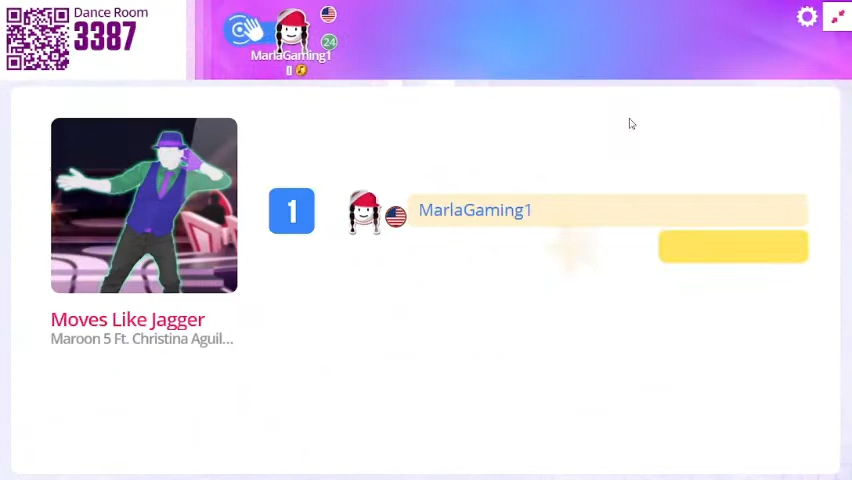 Dance Room
3387
24
MarlaGaming1
0
1
MarlaGaming1
Moves Like Jagger
Maroon 5 Ft. Christina Aguil...